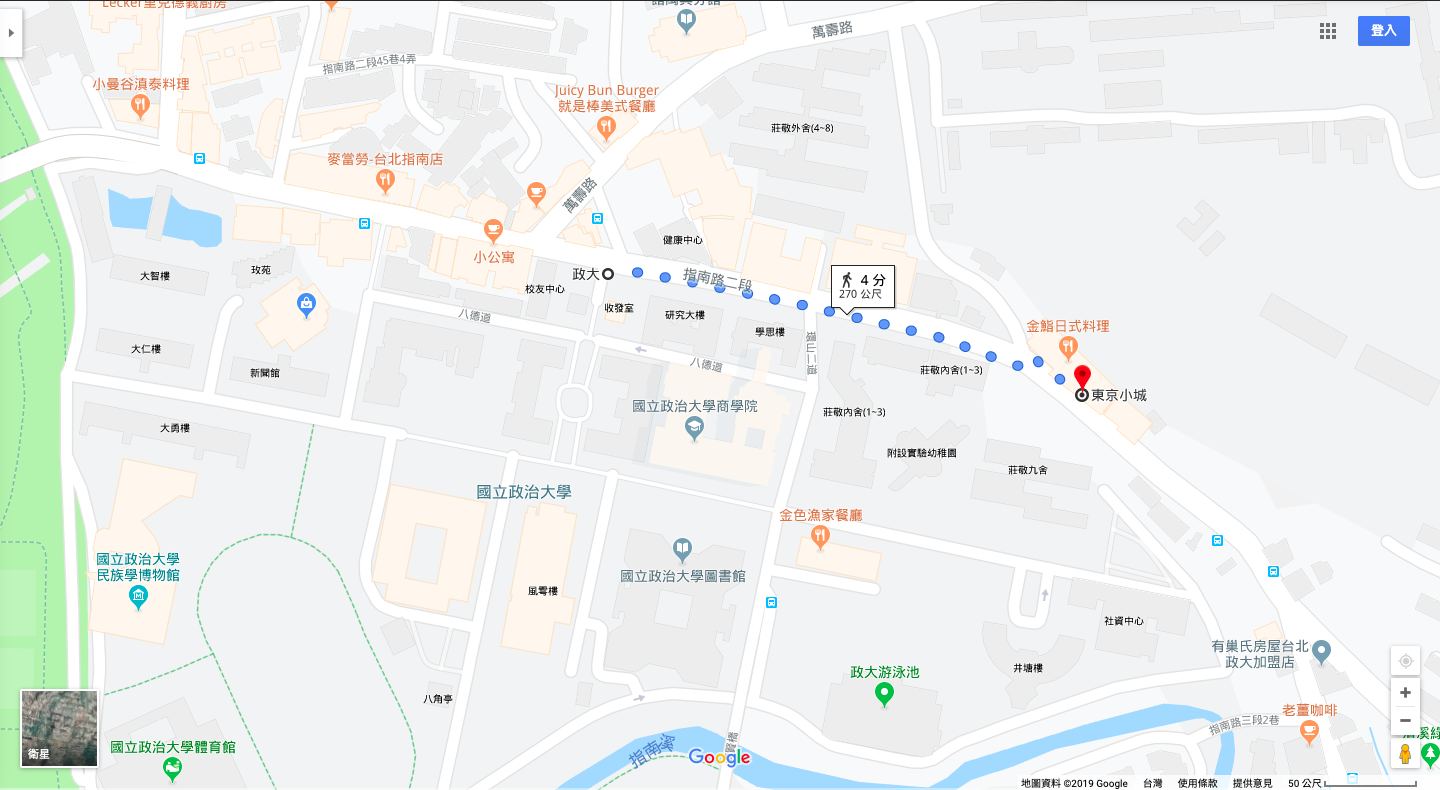 Lecker里克德義廚房
萬壽路
登入
指南路二段45巷4弄
小曼谷滇泰料理
Juicy Bun Burger
就是棒美式餐廳
莊敬外舍(4~8)
麥當勞-台北指南店
萬壽路
健康中心
小公寓
大智樓
玫苑
政大
指南路二段
4 分
270 公尺
校友中心
收發室
研究大樓
八德道
學思樓
金鮨日式料理
大仁樓
新聞館
八德道
莊敬內舍(1~3)
東京小城
國立政治大學商學院
莊敬內舍(1~3)
大勇樓
附設實驗幼稚園
莊敬九舍
國立政治大學
金色漁家餐廳
國立政治大學
民族學博物館
國立政治大學圖書館
風雩樓
社資中心
有巢氏房屋台北
政大加盟店
井塘樓
政大游泳池
八角亭
老薑咖啡
指南路三段2巷
國立政治大學體育館
指南溪
衛星
Google
地圖資料 ©2019 Google
台灣
使用條款
提供意見
50 公尺